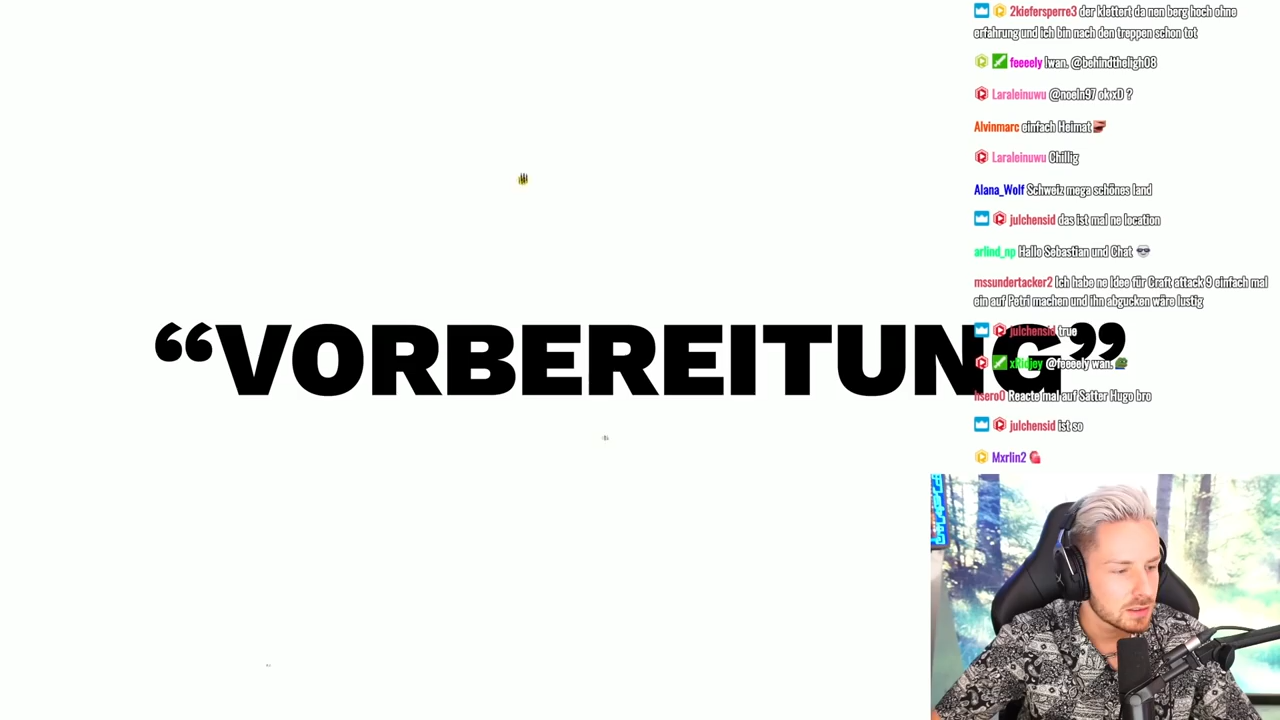 2kiefersperre3 der klettert da nen berg hoch ohne
erfahrung und ich bin nach den treppen schon tot
feeeely Iwan. @behindtheligh08
Laraleinuwu @noeln97 ok xD ?
Alvinmarc einfach Heimat
Laraleinuwu Chillig
Alana_Wolf Schweiz mega schönes land
julchensid das ist mal ne location
arlind_np Hallo Sebastian und Chat
mssundertacker2 Ich habe ne Idee für Craft attack 9 einfach mal
ein auf Petri machen und ihn abgucken wäre lustig
“VORBEREITUNG”
julchensid true
@feeeely wan.
Reacte mal auf Satter Hugo bro
julchensid ist so
Mxrlin2